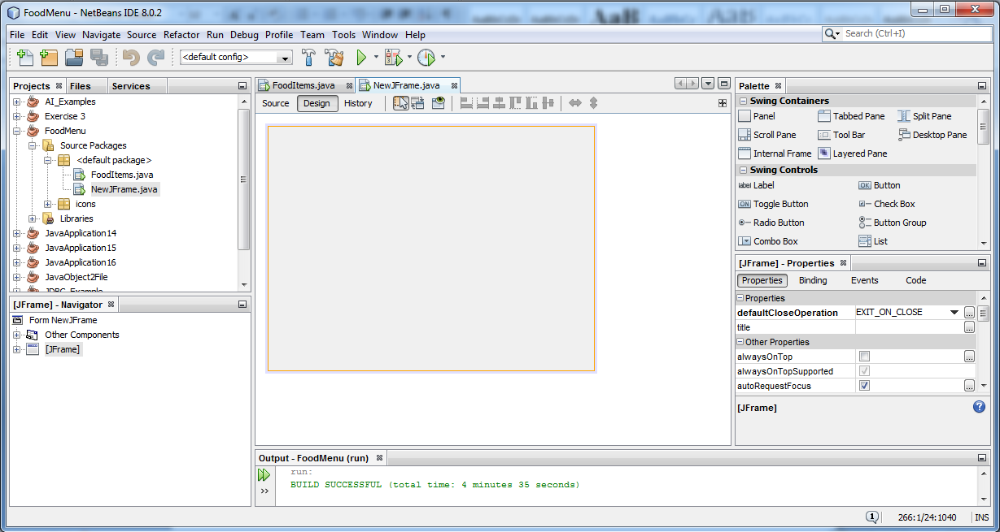 FoodMenu - NetBeans IDE 8.0.2
File Edit View Navigate Source Refactor Run Debug Profile Team Tools Window Help
Search (Ctrl+I)
<default config>
Projects Files Services
AI_Examples
Exercise 3
FoodMenu
Source Packages
<default package>
FoodItems.java
NewJFrame.java
icons
Libraries
JavaApplication14
JavaApplication15
JavaApplication16
JavaObject2File
JDBC_Example
[JFrame] - Navigator
Form NewJFrame
Other Components
[JFrame]
FoodItems.java NewJFrame.java
Source Design History
Palette
Swing Containers
Panel Tabbed Pane Split Pane
Scroll Pane Tool Bar Desktop Pane
Internal Frame Layered Pane
Swing Controls
label Label OK Button
ON Toggle Button Check Box
Radio Button Button Group
Combo Box List
[JFrame] - Properties
Properties Binding Events Code
Properties
defaultCloseOperation EXIT_ON_CLOSE ...
title ...
Other Properties
alwaysOnTop ...
alwaysOnTopSupported
autoRequestFocus ...
[JFrame] ?
Output - FoodMenu (run)
run:
BUILD SUCCESSFUL (total time: 4 minutes 35 seconds)
1 266:1/24:1040 INS